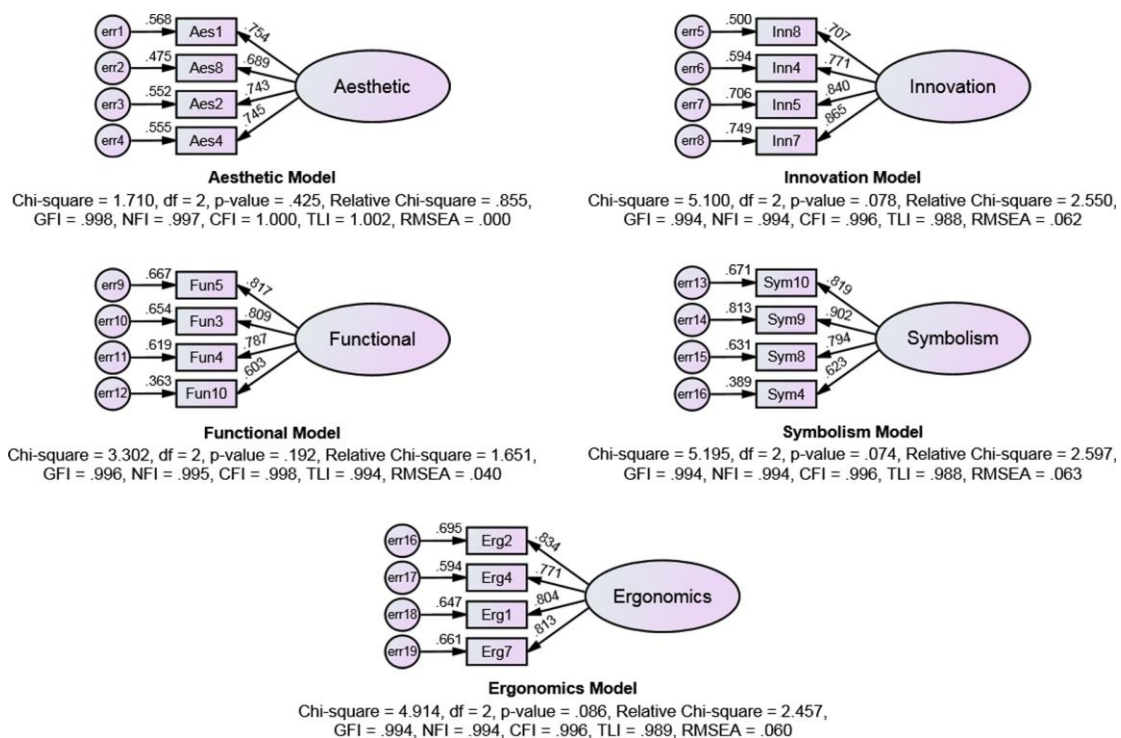 err1 .568 Aes1 .754
err2 .475 Aes8 .689
err3 .552 Aes2 .743
err4 .555 Aes4 .745
Aesthetic
Aesthetic Model
Chi-square = 1.710, df = 2, p-value = .425, Relative Chi-square = .855,
GFI = .998, NFI = .997, CFI = 1.000, TLI = 1.002, RMSEA = .000
err5 .500 Inn8 .707
err6 .594 Inn4 .771
err7 .706 Inn5 .840
err8 .749 Inn7 .865
Innovation
Innovation Model
Chi-square = 5.100, df = 2, p-value = .078, Relative Chi-square = 2.550,
GFI = .994, NFI = .994, CFI = .996, TLI = .988, RMSEA = .062
err9 .667 Fun5 .817
err10 .654 Fun3 .809
err11 .619 Fun4 .787
err12 .363 Fun10 .603
Functional
Functional Model
Chi-square = 3.302, df = 2, p-value = .192, Relative Chi-square = 1.651,
GFI = .996, NFI = .995, CFI = .998, TLI = .994, RMSEA = .040
err13 .671 Sym10 .819
err14 .813 Sym9 .902
err15 .631 Sym8 .794
err16 .389 Sym4 .623
Symbolism
Symbolism Model
Chi-square = 5.195, df = 2, p-value = .074, Relative Chi-square = 2.597,
GFI = .994, NFI = .994, CFI = .996, TLI = .988, RMSEA = .063
err16 .695 Erg2 .834
err17 .594 Erg4 .771
err18 .647 Erg1 .804
err19 .661 Erg7 .813
Ergonomics
Ergonomics Model
Chi-square = 4.914, df = 2, p-value = .086, Relative Chi-square = 2.457,
GFI = .994, NFI = .994, CFI = .996, TLI = .989, RMSEA = .060